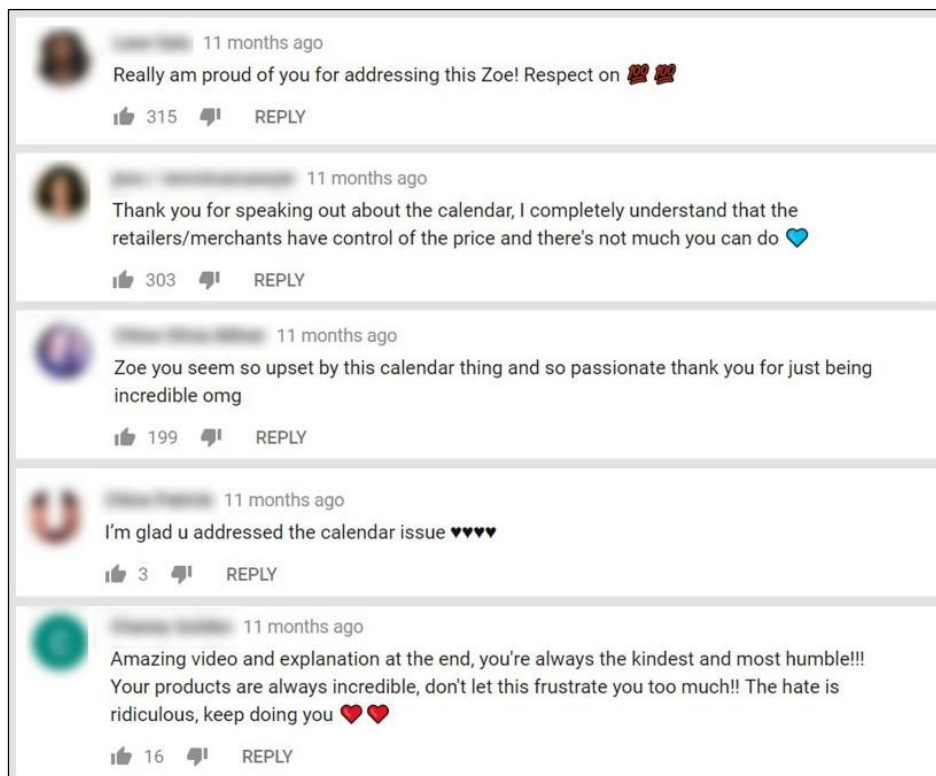 11 months ago
Really am proud of you for addressing this Zoe! Respect on 💯 💯
315 REPLY
11 months ago
Thank you for speaking out about the calendar, I completely understand that the
retailers/merchants have control of the price and there's not much you can do 💙
303 REPLY
11 months ago
Zoe you seem so upset by this calendar thing and so passionate thank you for just being
incredible omg
199 REPLY
11 months ago
I'm glad u addressed the calendar issue ♥♥♥♥
3 REPLY
11 months ago
Amazing video and explanation at the end, you're always the kindest and most humble!!!
Your products are always incredible, don't let this frustrate you too much!! The hate is
ridiculous, keep doing you ❤️ ❤️
16 REPLY